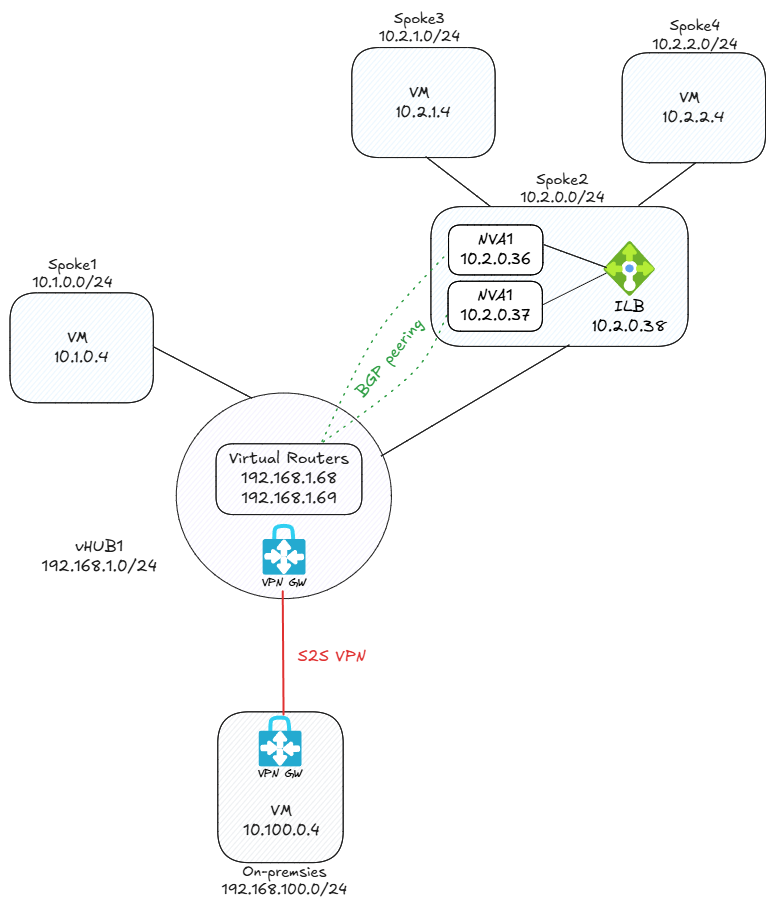 Spoke3
10.2.1.0/24
VM
10.2.1.4
Spoke4
10.2.2.0/24
VM
10.2.2.4
Spoke2
10.2.0.0/24
NVA1
10.2.0.36
NVA1
10.2.0.37
ILB
10.2.0.38
Spoke1
10.1.0.0/24
VM
10.1.0.4
BGP peering
Virtual Routers
192.168.1.68
192.168.1.69
VPN GW
vHUB1
192.168.1.0/24
S2S VPN
VPN GW
VM
10.100.0.4
On-premsies
192.168.100.0/24